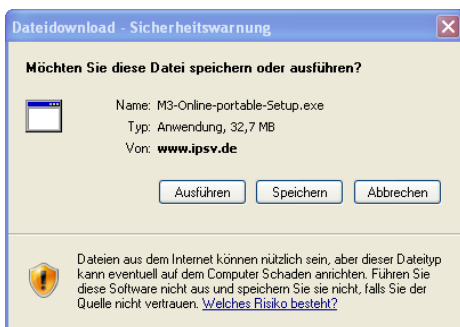 Dateidownload - Sicherheitswarnung
Möchten Sie diese Datei speichern oder ausführen?
Name: M3-Online-portable-Setup.exe
Typ: Anwendung, 32,7 MB
Von: www.ipsv.de
Ausführen Speichern Abbrechen
Dateien aus dem Internet können nützlich sein, aber dieser Dateityp
kann eventuell auf dem Computer Schaden anrichten. Führen Sie
diese Software nicht aus und speichern Sie sie nicht, falls Sie der
Quelle nicht vertrauen. Welches Risiko besteht?